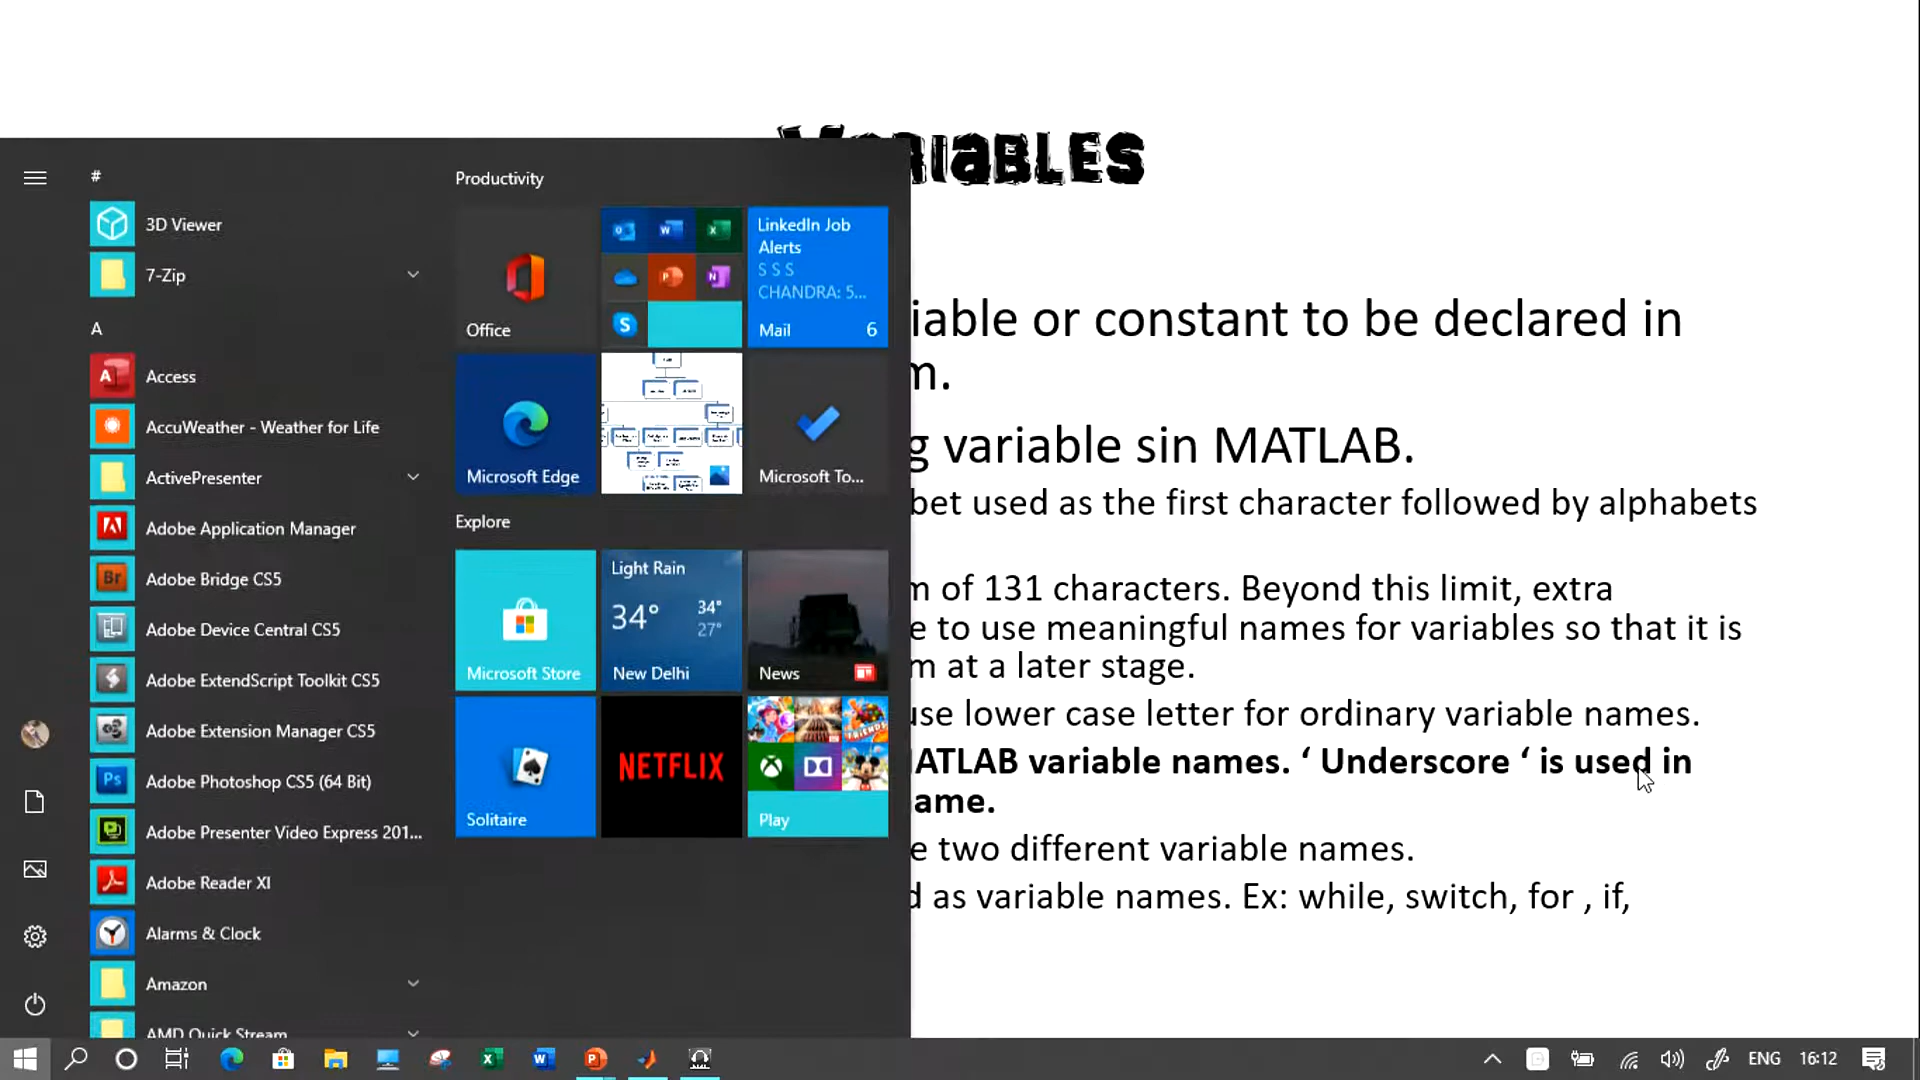 VARIABLES
#
3D Viewer
7-Zip
A
Access
AccuWeather - Weather for Life
ActivePresenter
Adobe Application Manager
Adobe Bridge CS5
Adobe Device Central CS5
Adobe ExtendScript Toolkit CS5
Adobe Extension Manager CS5
Adobe Photoshop CS5 (64 Bit)
Adobe Presenter Video Express 201...
Adobe Reader XI
Alarms & Clock
Amazon
AMD Quick Stream
Productivity
Office
LinkedIn Job
Alerts
S S S
CHANDRA: 5...
Mail 6
Microsoft Edge
Microsoft To...
Explore
Microsoft Store
Light Rain
34° 34°
27°
New Delhi
News
Solitaire
NETFLIX
Play
iable or constant to be declared in
m.
g variable sin MATLAB.
bet used as the first character followed by alphabets
m of 131 characters. Beyond this limit, extra
e to use meaningful names for variables so that it is
m at a later stage.
use lower case letter for ordinary variable names.
MATLAB variable names. ‘ Underscore ‘ is used in
ame.
e two different variable names.
d as variable names. Ex: while, switch, for , if,
ENG 16:12